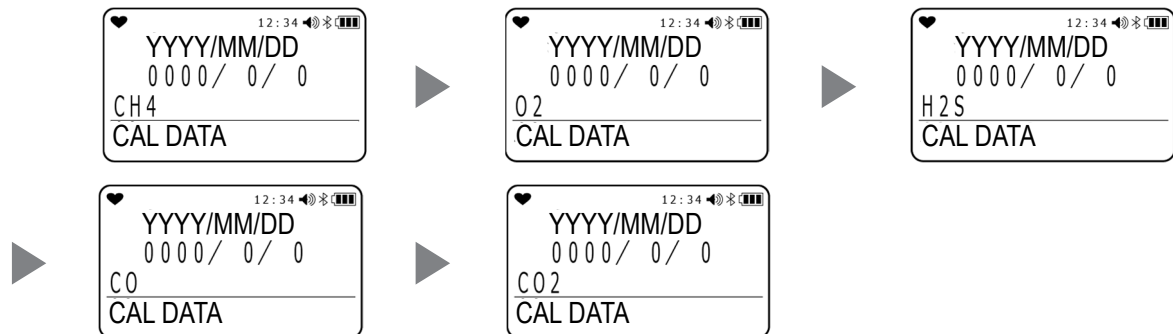 12:34
YYYY/MM/DD
0000/ 0/ 0
CH4
CAL DATA
12:34
YYYY/MM/DD
0000/ 0/ 0
O2
CAL DATA
12:34
YYYY/MM/DD
0000/ 0/ 0
H2S
CAL DATA
12:34
YYYY/MM/DD
0000/ 0/ 0
CO
CAL DATA
12:34
YYYY/MM/DD
0000/ 0/ 0
CO2
CAL DATA